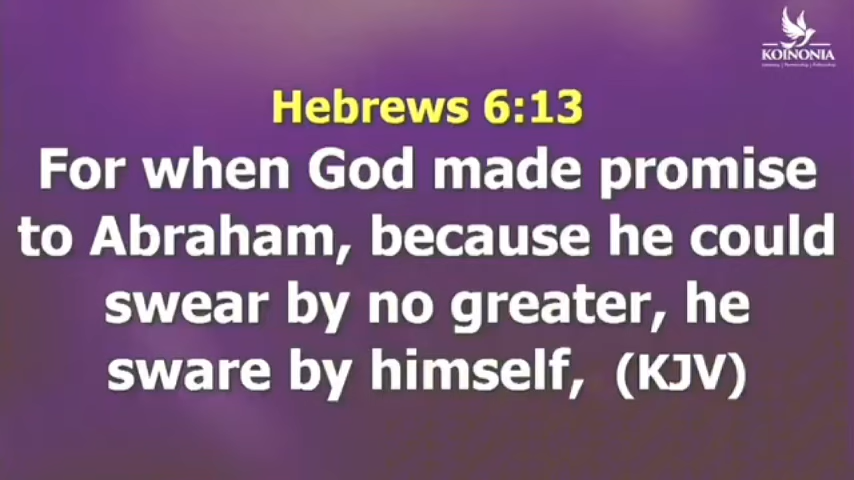 KOINONIA
Hebrews 6:13
For when God made promise
to Abraham, because he could
swear by no greater, he
sware by himself, (KJV)